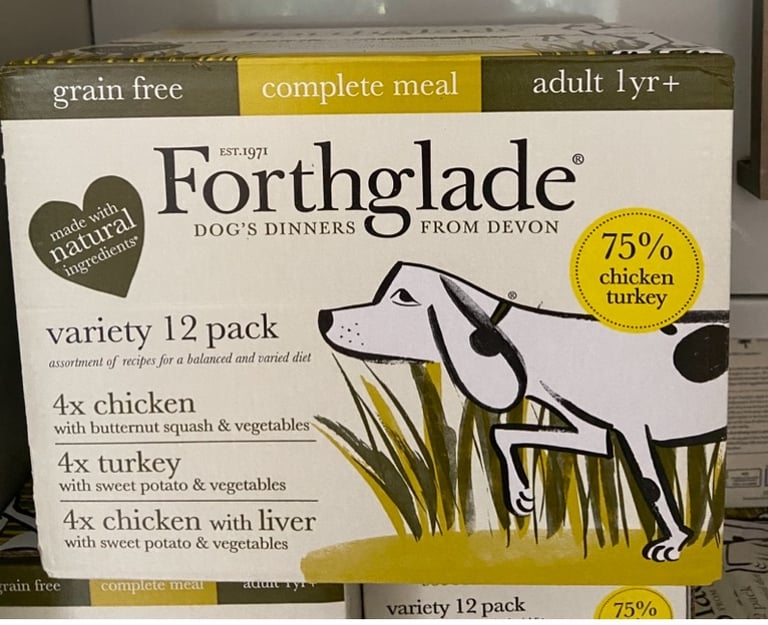 grain free
complete meal
adult 1yr+
EST.1971
Forthglade®
DOG'S DINNERS FROM DEVON
made with
natural
ingredients*
75%
chicken
turkey
®
variety 12 pack
assortment of recipes for a balanced and varied diet
4x chicken
with butternut squash & vegetables
4x turkey
with sweet potato & vegetables
4x chicken with liver
with sweet potato & vegetables
grain free
complete meal
adult 1yr+
variety 12 pack
75%